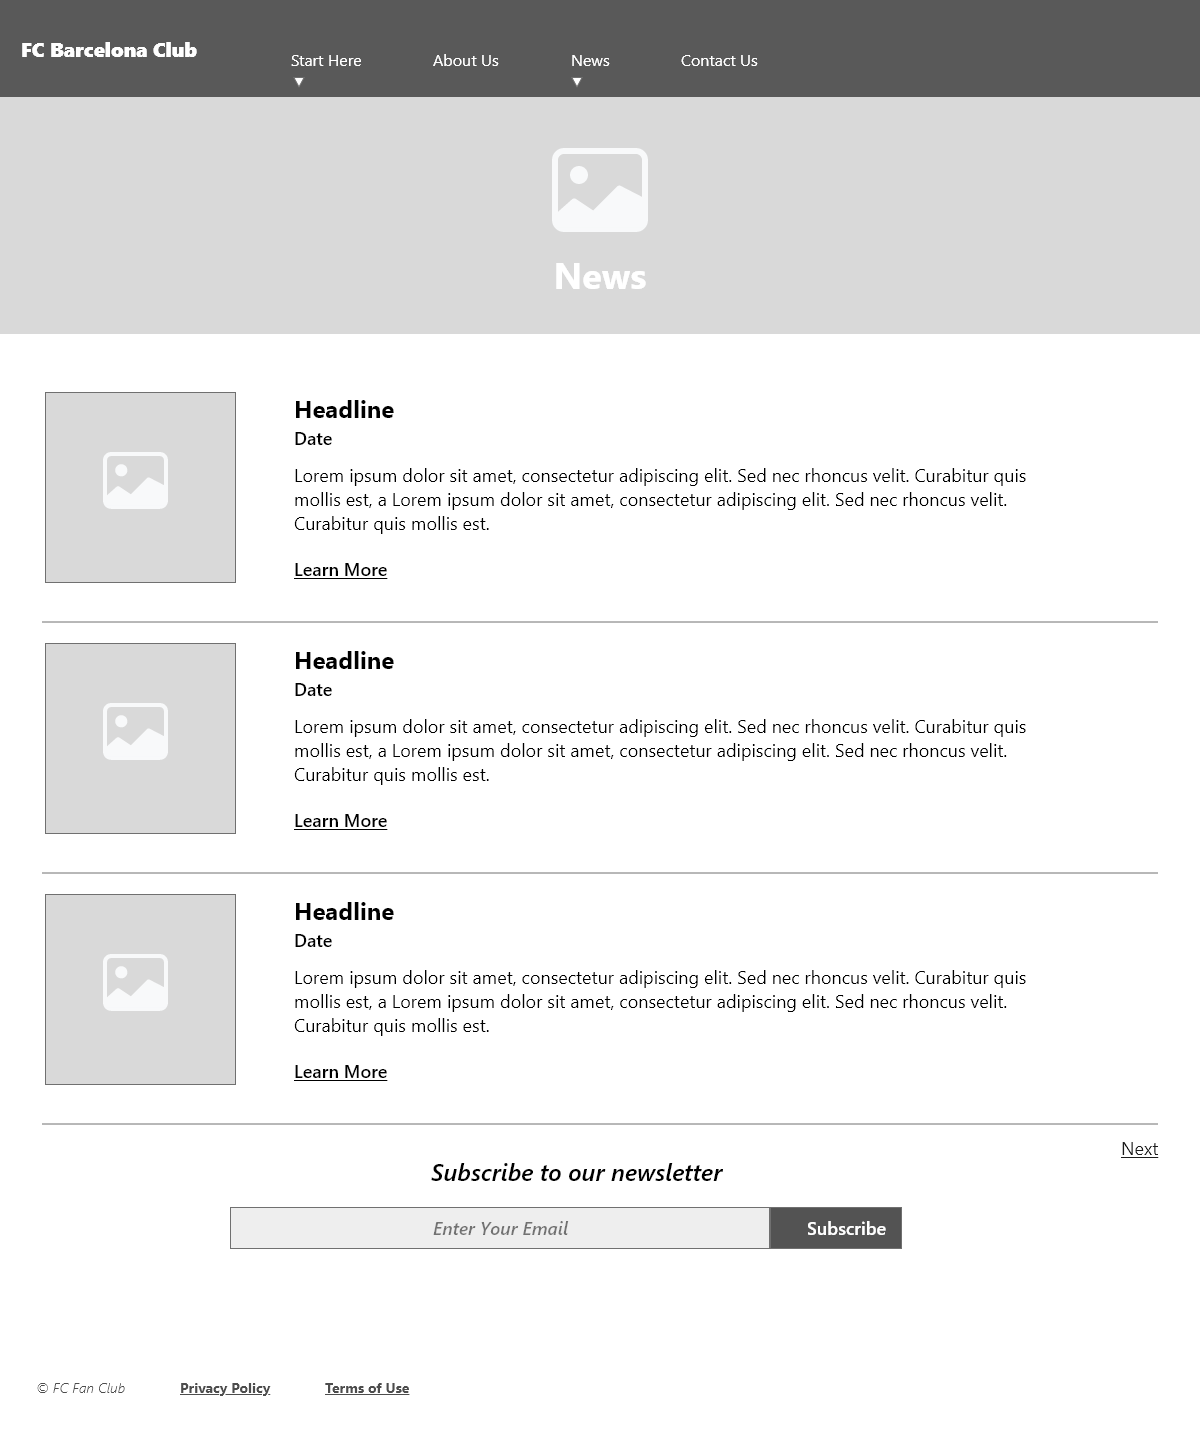 FC Barcelona Club
Start Here
▼
About Us
News
▼
Contact Us
News
Headline
Date
Lorem ipsum dolor sit amet, consectetur adipiscing elit. Sed nec rhoncus velit. Curabitur quis
mollis est, a Lorem ipsum dolor sit amet, consectetur adipiscing elit. Sed nec rhoncus velit.
Curabitur quis mollis est.
Learn More
Headline
Date
Lorem ipsum dolor sit amet, consectetur adipiscing elit. Sed nec rhoncus velit. Curabitur quis
mollis est, a Lorem ipsum dolor sit amet, consectetur adipiscing elit. Sed nec rhoncus velit.
Curabitur quis mollis est.
Learn More
Headline
Date
Lorem ipsum dolor sit amet, consectetur adipiscing elit. Sed nec rhoncus velit. Curabitur quis
mollis est, a Lorem ipsum dolor sit amet, consectetur adipiscing elit. Sed nec rhoncus velit.
Curabitur quis mollis est.
Learn More
Next
Subscribe to our newsletter
Enter Your Email
Subscribe
© FC Fan Club
Privacy Policy
Terms of Use